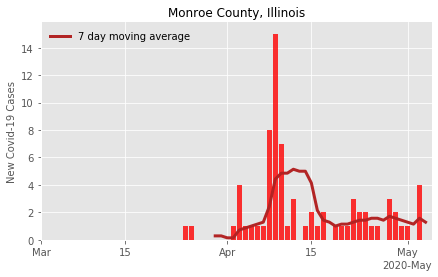 Monroe County, Illinois
7 day moving average
New Covid-19 Cases
14
12
10
8
6
4
2
0
Mar
15
Apr
15
May
2020-May